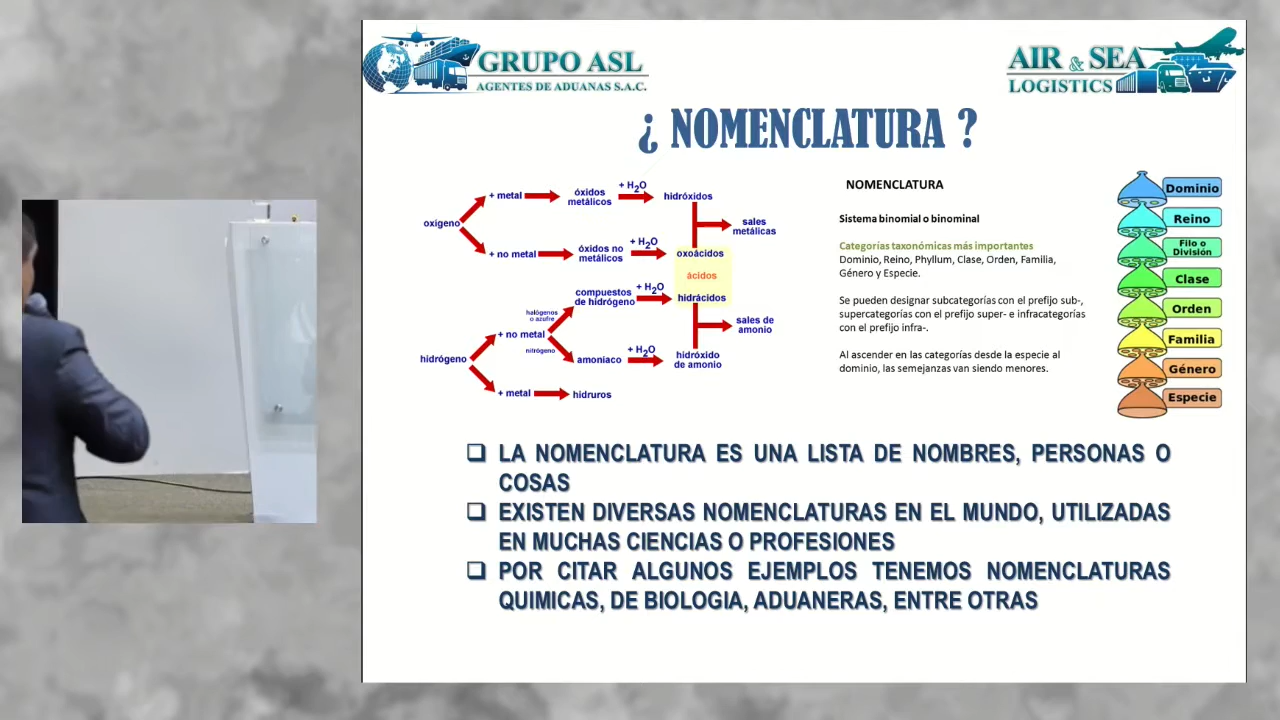 GRUPO ASL
AGENTES DE ADUANAS S.A.C.
AIR & SEA
LOGISTICS
¿ NOMENCLATURA ?
oxígeno
+ metal
óxidos
metálicos
+ H2O
hidróxidos
sales
metálicas
+ no metal
óxidos no
metálicos
+ H2O
oxoácidos
ácidos
hidrácidos
compuestos
de hidrógeno
+ H2O
halógenos
o azufre
hidrógeno
+ no metal
nitrógeno
amoniaco
+ H2O
hidróxido
de amonio
sales de
amonio
+ metal
hidruros
NOMENCLATURA
Sistema binomial o binominal
Categorías taxonómicas más importantes
Dominio, Reino, Phyllum, Clase, Orden, Familia,
Género y Especie.
Se pueden designar subcategorías con el prefijo sub-,
supercategorías con el prefijo super- e infracategorías
con el prefijo infra-.
Al ascender en las categorías desde la especie al
dominio, las semejanzas van siendo menores.
Dominio
Reino
Filo o
División
Clase
Orden
Familia
Género
Especie
❑ LA NOMENCLATURA ES UNA LISTA DE NOMBRES, PERSONAS O
COSAS
❑ EXISTEN DIVERSAS NOMENCLATURAS EN EL MUNDO, UTILIZADAS
EN MUCHAS CIENCIAS O PROFESIONES
❑ POR CITAR ALGUNOS EJEMPLOS TENEMOS NOMENCLATURAS
QUIMICAS, DE BIOLOGIA, ADUANERAS, ENTRE OTRAS